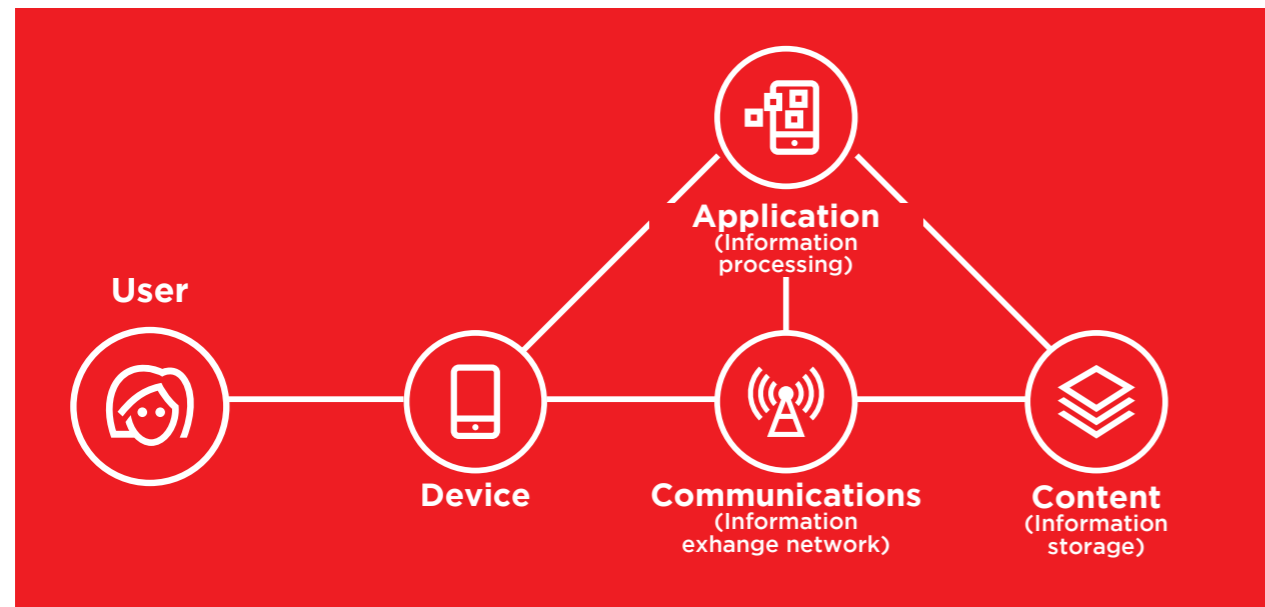 Application
(Information
processing)
User
Device
Communications
(Information
exhange network)
Content
(Information
storage)